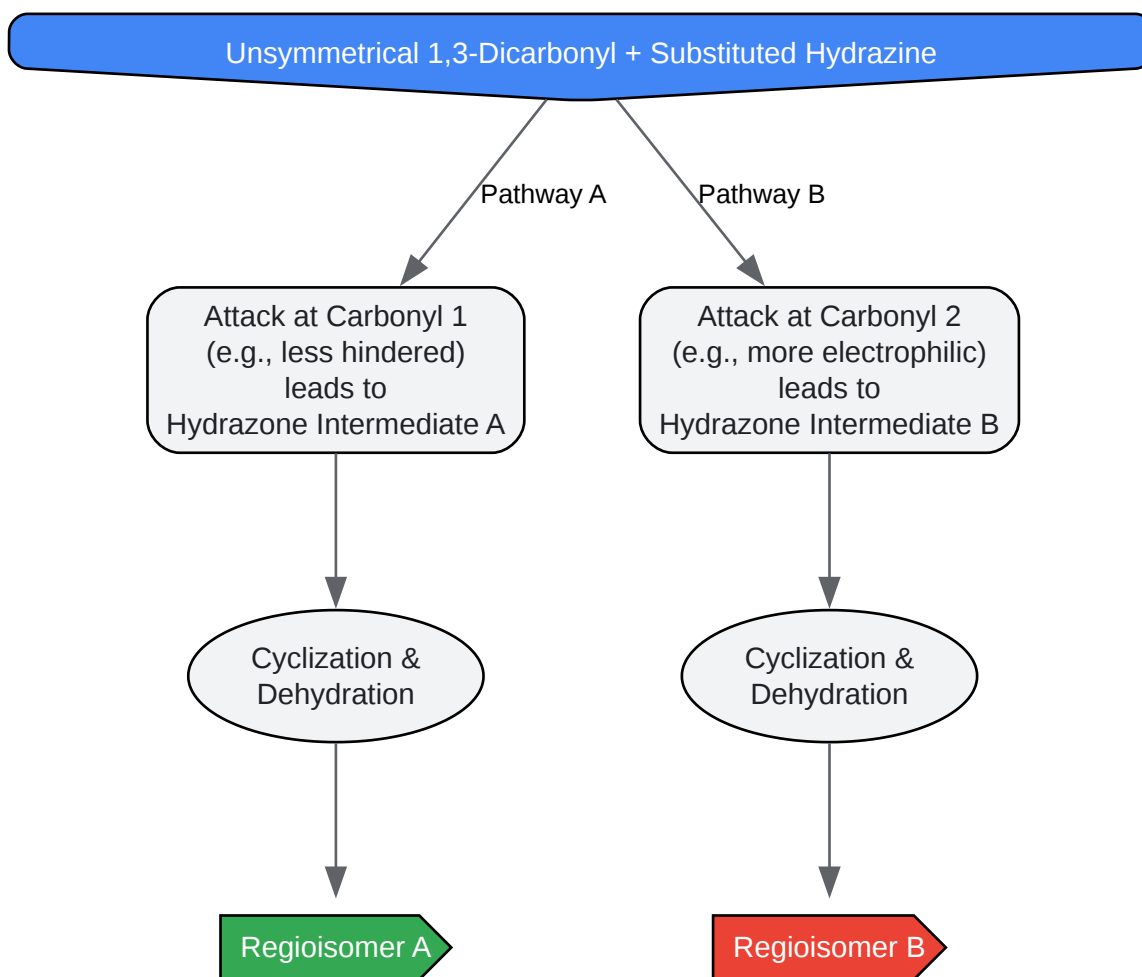 Unsymmetrical 1,3-Dicarbonyl + Substituted Hydrazine
Pathway A
Pathway B
Attack at Carbonyl 1
(e.g., less hindered)
leads to
Hydrazone Intermediate A
Attack at Carbonyl 2
(e.g., more electrophilic)
leads to
Hydrazone Intermediate B
Cyclization &
Dehydration
Cyclization &
Dehydration
Regioisomer A
Regioisomer B